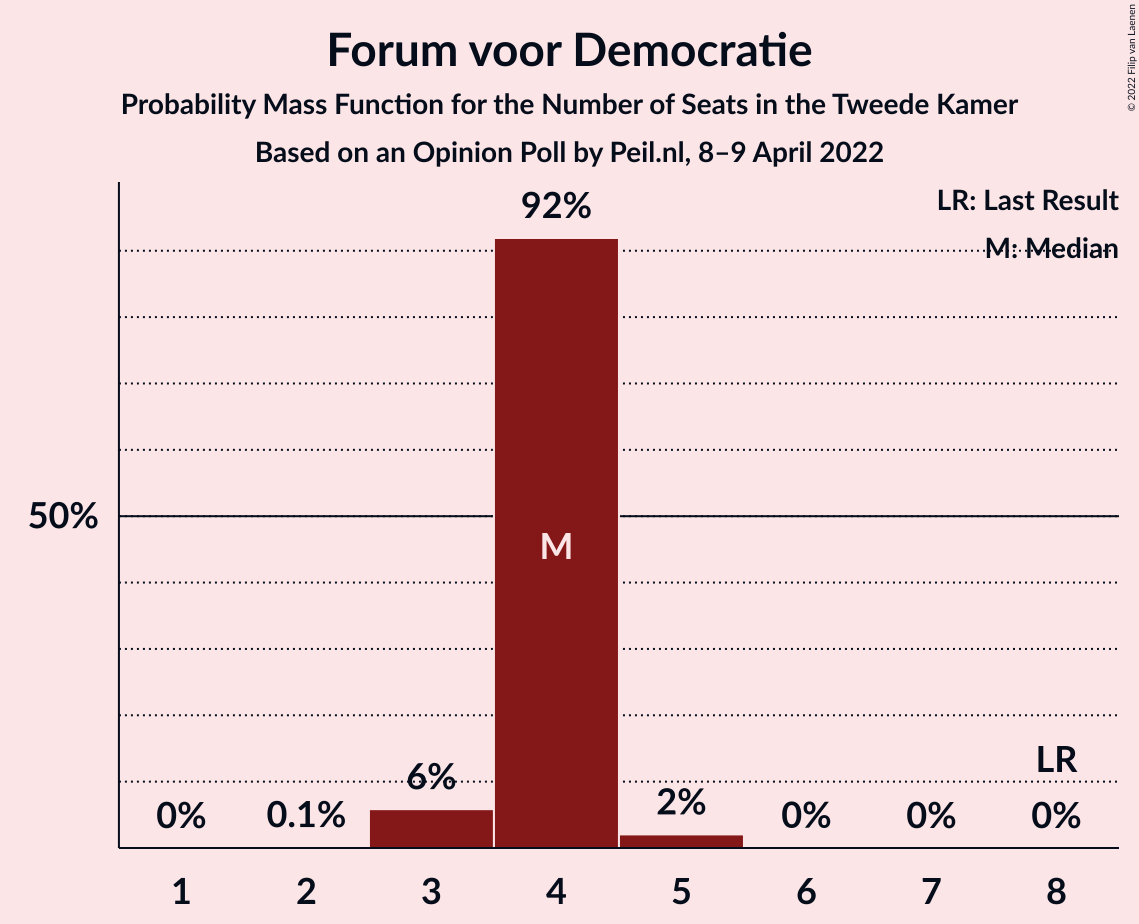 Forum voor Democratie
Probability Mass Function for the Number of Seats in the Tweede Kamer
Based on an Opinion Poll by Peil.nl, 8–9 April 2022
© 2022 Filip van Laenen
LR: Last Result
M: Median
92%
50%
M
LR
6%
2%
0%
0.1%
0%
0%
0%
1 2 3 4 5 6 7 8